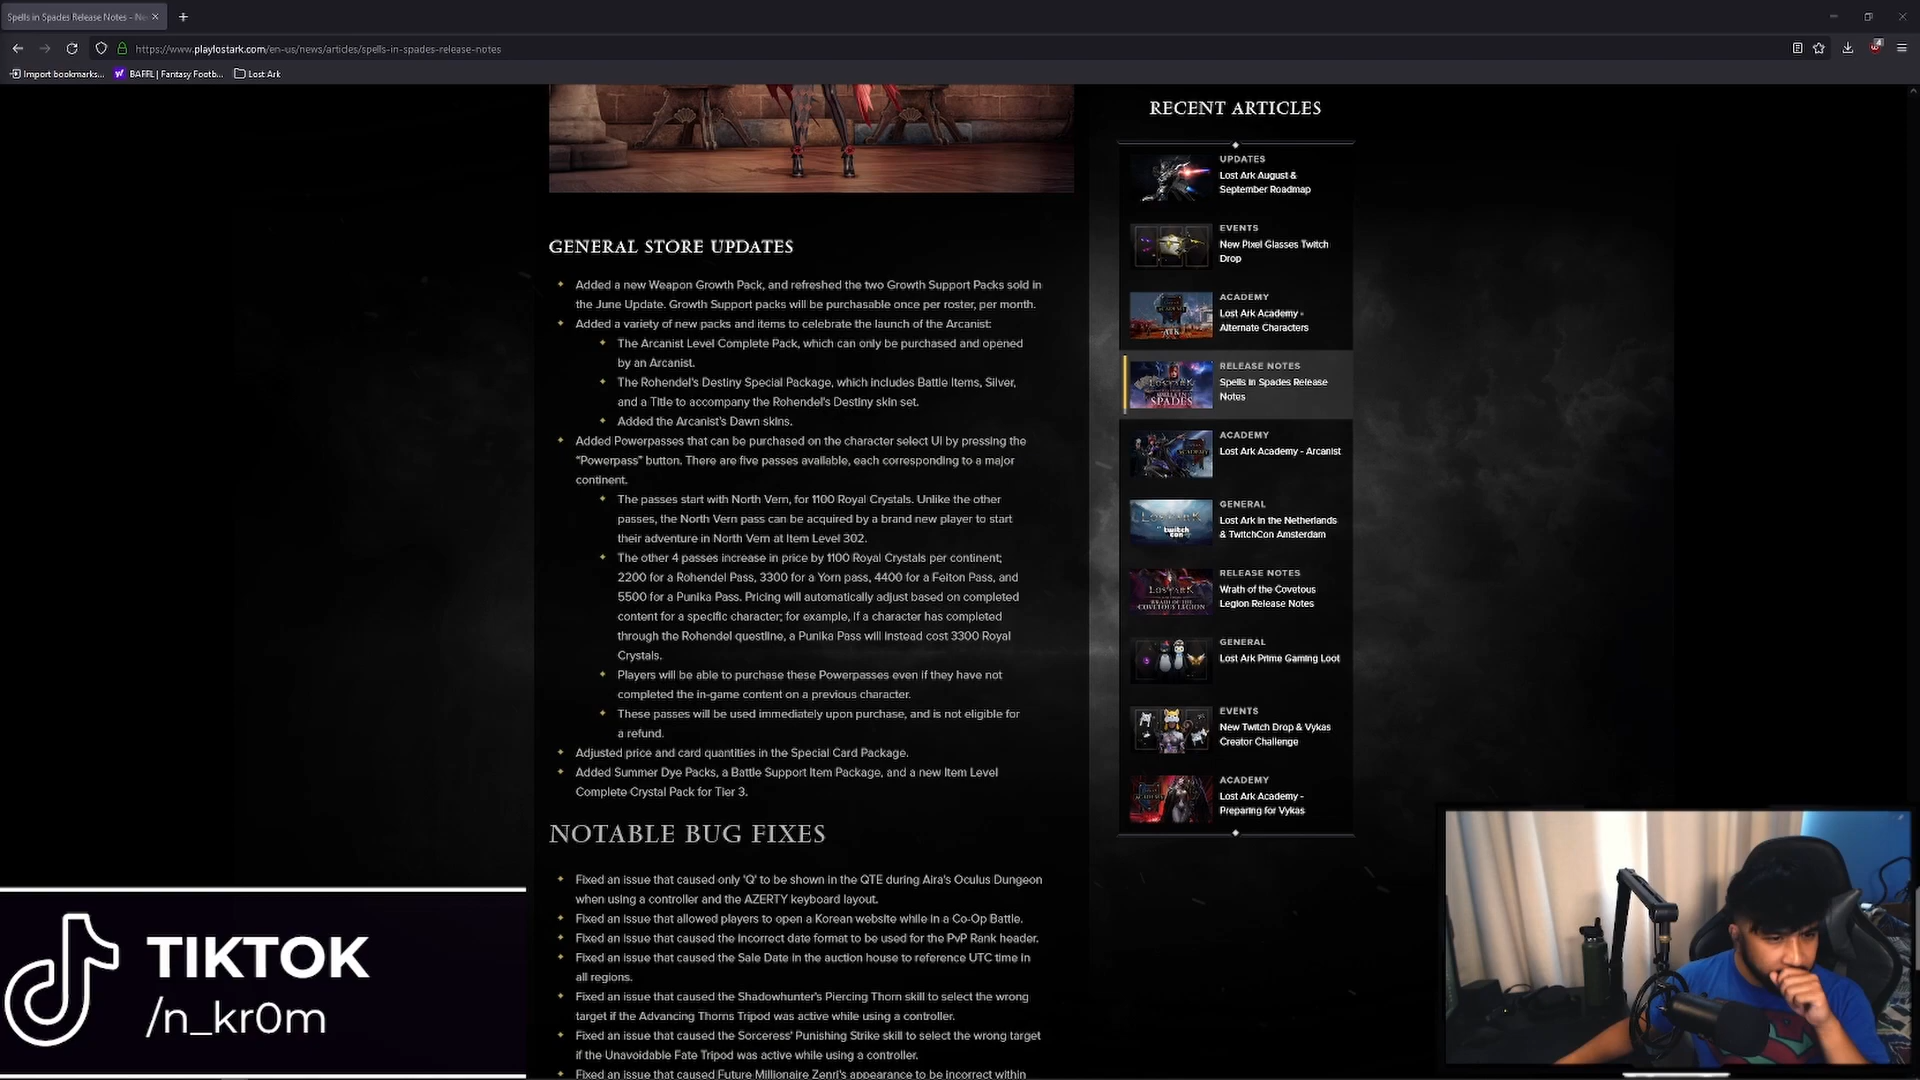 Spells in Spades Release Notes - Ne
https://www.playlostark.com/en-us/news/articles/spells-in-spades-release-notes
Import bookmarks...
BAFFL | Fantasy Footb...
Lost Ark
GENERAL STORE UPDATES
Added a new Weapon Growth Pack, and refreshed the two Growth Support Packs sold in
the June Update. Growth Support packs will be purchasable once per roster, per month.
Added a variety of new packs and items to celebrate the launch of the Arcanist:
The Arcanist Level Complete Pack, which can only be purchased and opened
by an Arcanist.
The Rohendel's Destiny Special Package, which includes Battle Items, Silver,
and a Title to accompany the Rohendel's Destiny skin set.
Added the Arcanist's Dawn skins.
Added Powerpasses that can be purchased on the character select UI by pressing the
“Powerpass” button. There are five passes available, each corresponding to a major
continent.
The passes start with North Vern, for 1100 Royal Crystals. Unlike the other
passes, the North Vern pass can be acquired by a brand new player to start
their adventure in North Vern at Item Level 302.
The other 4 passes increase in price by 1100 Royal Crystals per continent;
2200 for a Rohendel Pass, 3300 for a Yorn pass, 4400 for a Feiton Pass, and
5500 for a Punika Pass. Pricing will automatically adjust based on completed
content for a specific character; for example, if a character has completed
through the Rohendel questline, a Punika Pass will instead cost 3300 Royal
Crystals.
Players will be able to purchase these Powerpasses even if they have not
completed the in-game content on a previous character.
These passes will be used immediately upon purchase, and is not eligible for
a refund.
Adjusted price and card quantities in the Special Card Package.
Added Summer Dye Packs, a Battle Support Item Package, and a new Item Level
Complete Crystal Pack for Tier 3.
NOTABLE BUG FIXES
Fixed an issue that caused only 'Q' to be shown in the QTE during Aira's Oculus Dungeon
when using a controller and the AZERTY keyboard layout.
Fixed an issue that allowed players to open a Korean website while in a Co-Op Battle.
Fixed an issue that caused the incorrect date format to be used for the PvP Rank header.
Fixed an issue that caused the Sale Date in the auction house to reference UTC time in
all regions.
Fixed an issue that caused the Shadowhunter's Piercing Thorn skill to select the wrong
target if the Advancing Thorns Tripod was active while using a controller.
Fixed an issue that caused the Sorceress' Punishing Strike skill to select the wrong target
if the Unavoidable Fate Tripod was active while using a controller.
Fixed an issue that caused Future Millionaire Zenri's appearance to be incorrect within
RECENT ARTICLES
UPDATES
Lost Ark August &
September Roadmap
EVENTS
New Pixel Glasses Twitch
Drop
ACADEMY
Lost Ark Academy -
Alternate Characters
RELEASE NOTES
Spells in Spades Release
Notes
ACADEMY
Lost Ark Academy - Arcanist
GENERAL
Lost Ark in the Netherlands
& TwitchCon Amsterdam
RELEASE NOTES
Wrath of the Covetous
Legion Release Notes
GENERAL
Lost Ark Prime Gaming Loot
EVENTS
New Twitch Drop & Vykas
Creator Challenge
ACADEMY
Lost Ark Academy -
Preparing for Vykas
TIKTOK
/n_kr0m